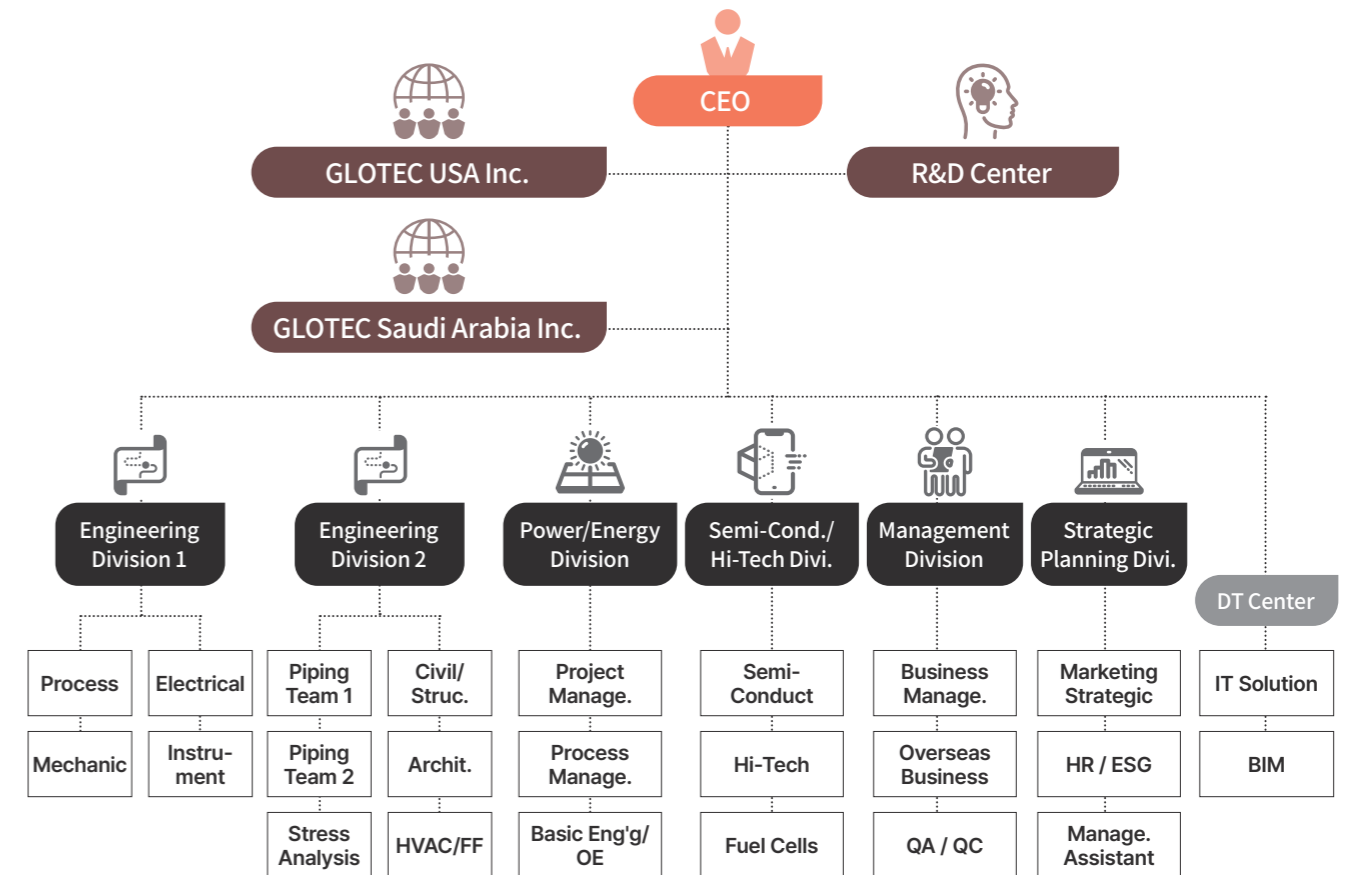 CEO
GLOTEC USA Inc.
R&D Center
GLOTEC Saudi Arabia Inc.
Engineering
Division 1
Engineering
Division 2
Power/Energy
Division
Semi-Cond./
Hi-Tech Divi.
Management
Division
Strategic
Planning Divi.
DT Center
Process
Electrical
Piping
Team 1
Civil/
Struc.
Project
Manage.
Semi-
Conduct
Business
Manage.
Marketing
Strategic
IT Solution
Mechanic
Instru-
ment
Piping
Team 2
Archit.
Process
Manage.
Hi-Tech
Overseas
Business
HR / ESG
BIM
Stress
Analysis
HVAC/FF
Basic Eng'g/
OE
Fuel Cells
QA / QC
Manage.
Assistant